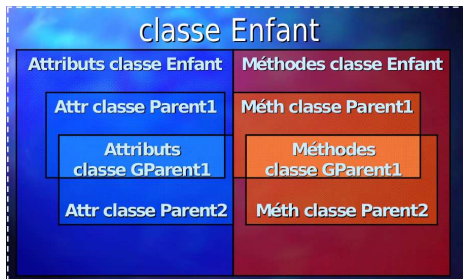 classe Enfant
Attributs classe Enfant
Méthodes classe Enfant
Attr classe Parent1
Méth classe Parent1
Attributs
classe GParent1
Méthodes
classe GParent1
Attr classe Parent2
Méth classe Parent2